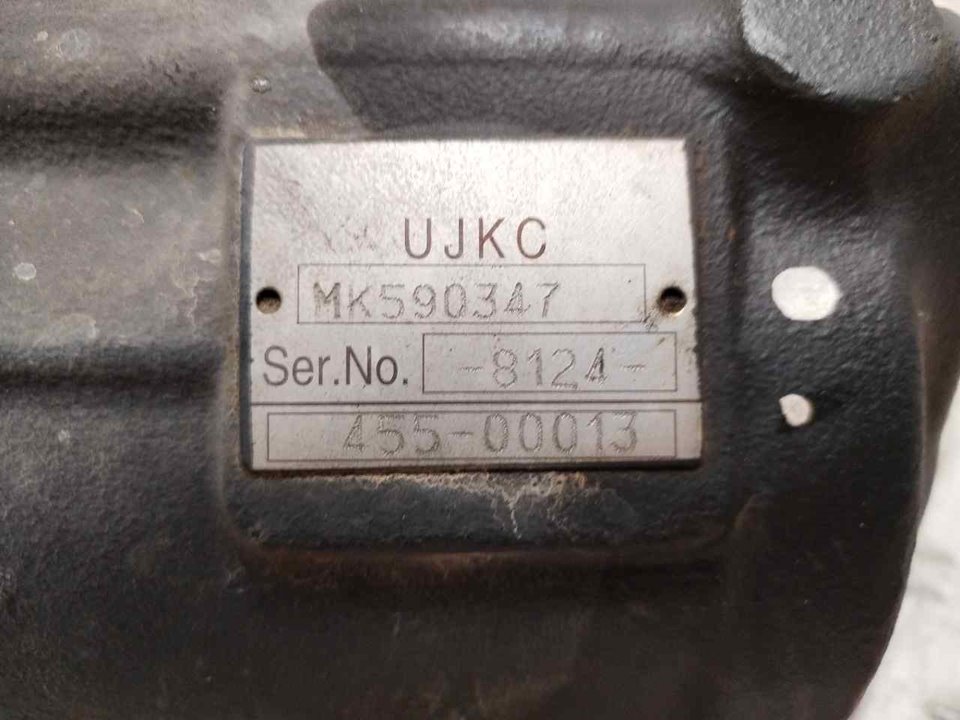 UJKC
MK590347
Ser.No. -8124-
455-00013